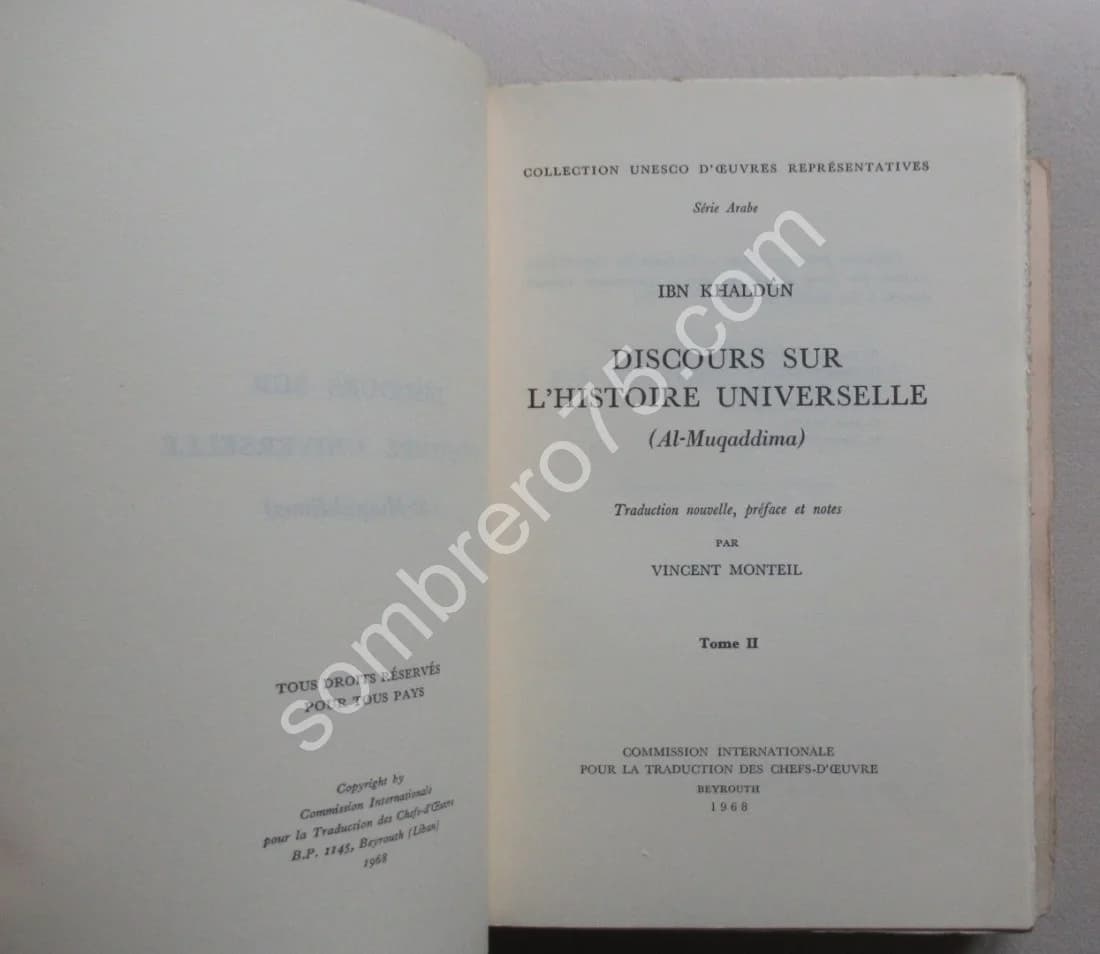 TOUS DROITS RÉSERVÉS
POUR TOUS PAYS
Copyright by
Commission Internationale
pour la Traduction des Chefs-d'Œuvre
B.P. 1145, Beyrouth (Liban)
1968
COLLECTION UNESCO D'ŒUVRES REPRÉSENTATIVES
Série Arabe
IBN KHALDÛN
DISCOURS SUR
L'HISTOIRE UNIVERSELLE
(Al-Muqaddima)
Traduction nouvelle, préface et notes
PAR
VINCENT MONTEIL
Tome II
COMMISSION INTERNATIONALE
POUR LA TRADUCTION DES CHEFS-D'ŒUVRE
BEYROUTH
1968
sombrero75.com